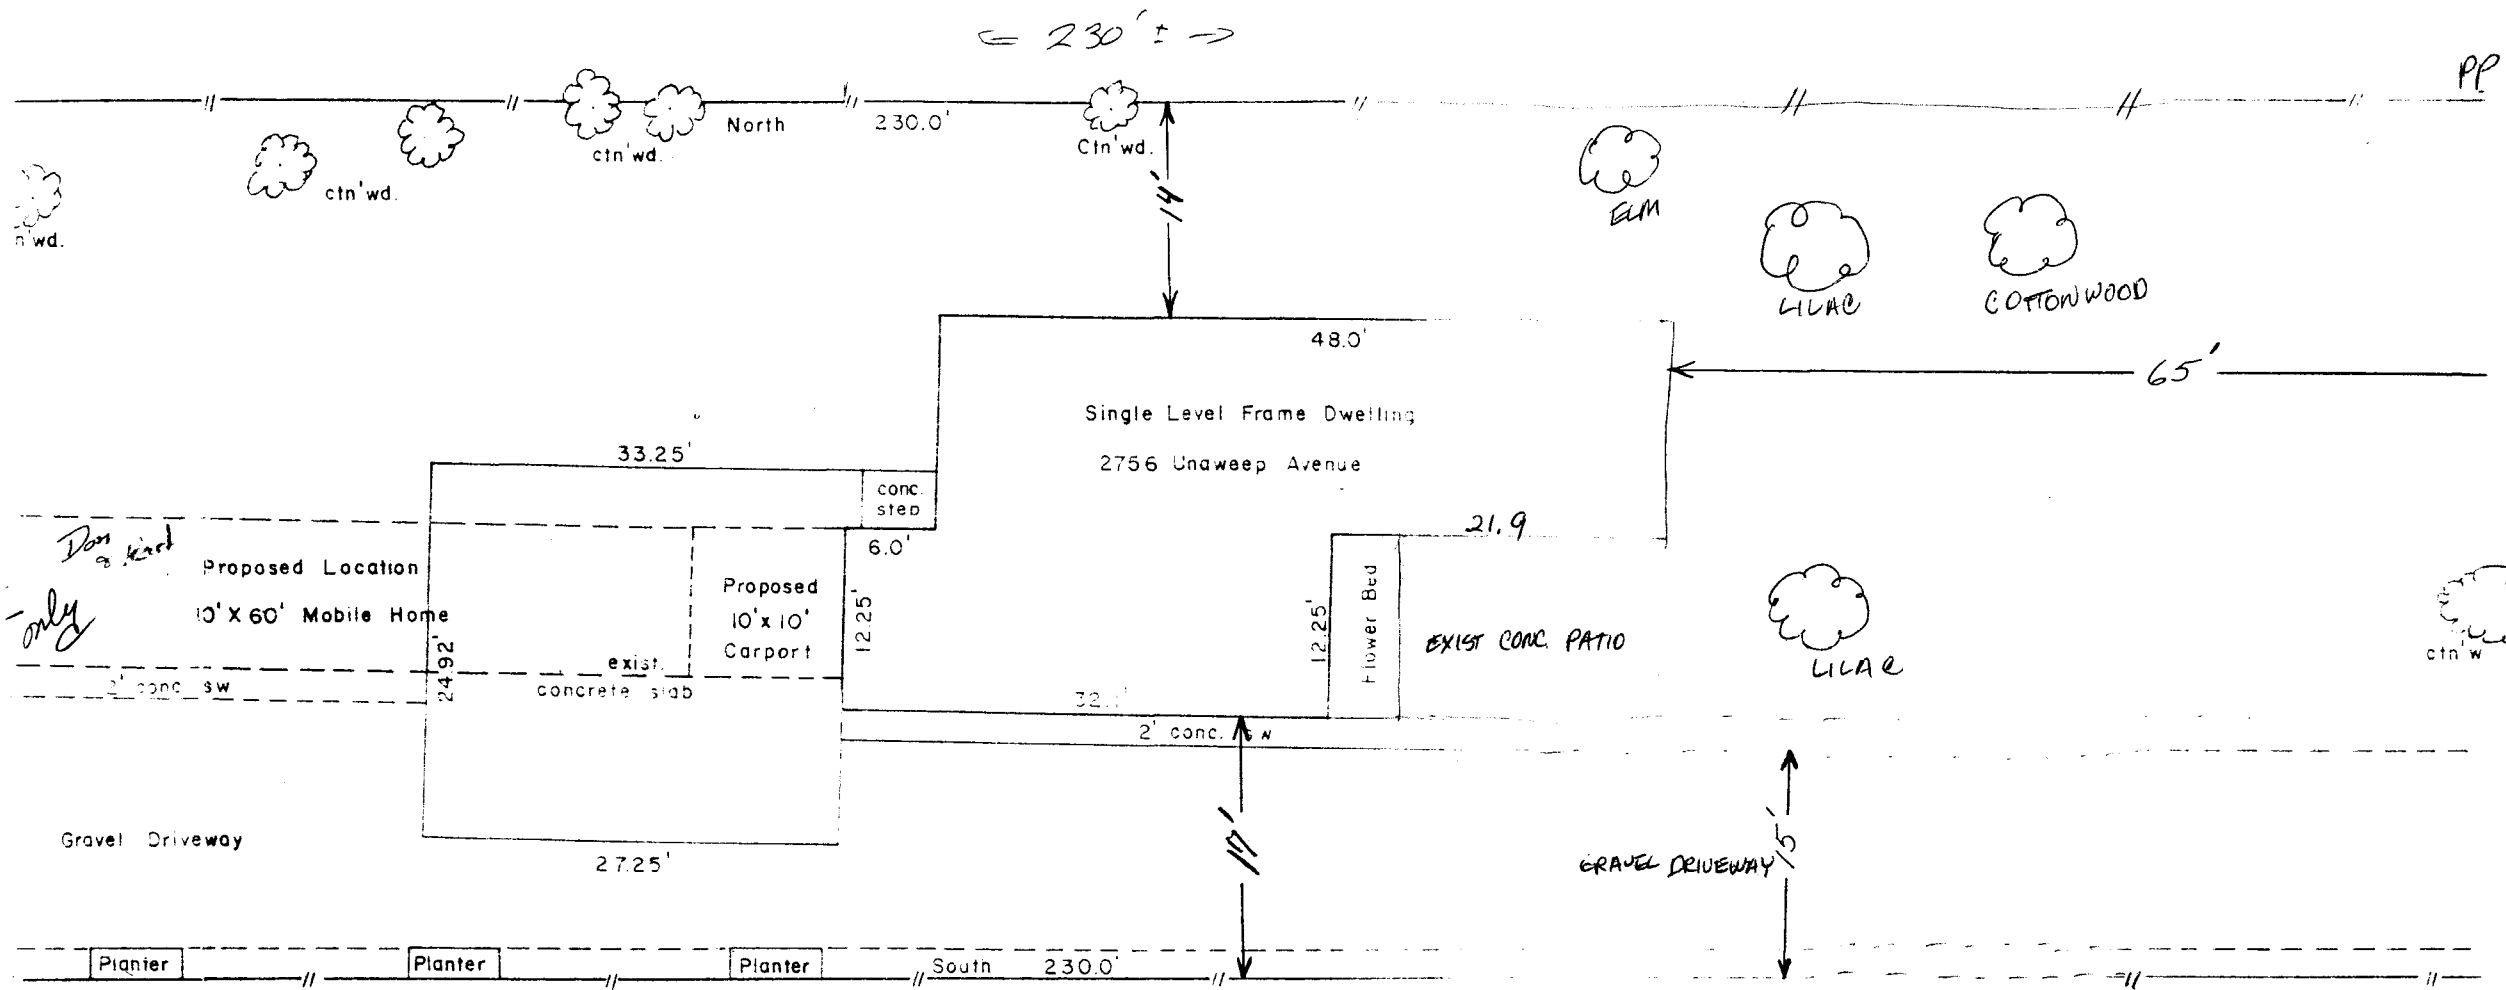 230' ±
PP
North
230.0'
ctn'wd.
Ctn'wd.
ctn'wd.
n'wd.
14'
ELM
LILAC
COTTONWOOD
48.0'
65'
Single Level Frame Dwelling
2756 Unaweep Avenue
33.25'
conc.
step
21.9
6.0'
Proposed Location
10' X 60' Mobile Home
only
Proposed
10' x 10'
Carport
12.25'
12.25'
Flower Bed
EXIST CONC. PATIO
LILAC
ctn'w
24.92'
exist.
concrete slab
2' conc. sw
2' conc. sw
17'
Gravel Driveway
27.25'
GRAVEL DRIVEWAY
15'
Planter
Planter
Planter
South
230.0'